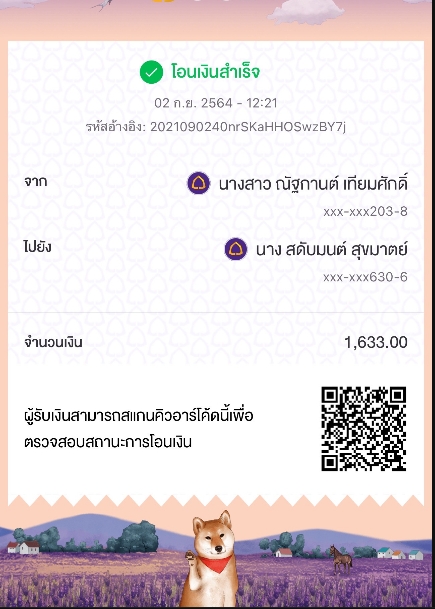 โอนเงินสำเร็จ
02 ก.ย. 2564 - 12:21
รหัสอ้างอิง: 2021090240nrSKaHHOSwzBY7j
จาก
นางสาว ณัฐกานต์ เทียมศักดิ์
xxx-xxx203-8
ไปยัง
นาง สดับมนต์ สุขมาตย์
xxx-xxx630-6
จำนวนเงิน
1,633.00
ผู้รับเงินสามารถสแกนคิวอาร์โค้ดนี้เพื่อ
ตรวจสอบสถานะการโอนเงิน